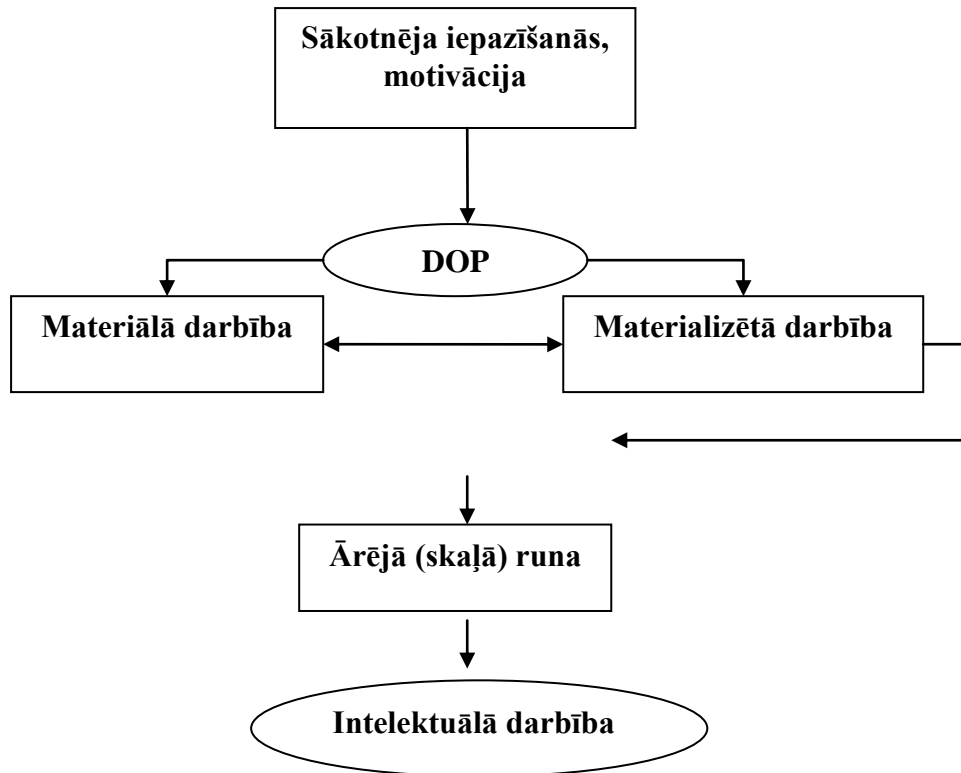 Sākotnēja iepazīšanās,
motivācija
DOP
Materiālā darbība
Materializētā darbība
Ārējā (skaļā) runa
Intelektuālā darbība